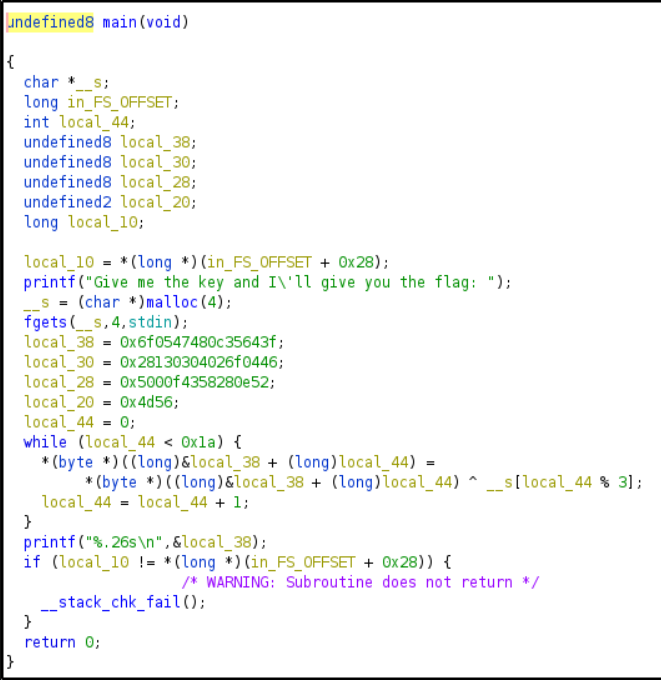 undefined8 main(void)
{
char *__s;
long in_FS_OFFSET;
int local_44;
undefined8 local_38;
undefined8 local_30;
undefined8 local_28;
undefined2 local_20;
long local_10;
local_10 = *(long *)(in_FS_OFFSET + 0x28);
printf("Give me the key and I\'ll give you the flag: ");
__s = (char *)malloc(4);
fgets(__s,4,stdin);
local_38 = 0x6f0547480c35643f;
local_30 = 0x28130304026f0446;
local_28 = 0x5000f4358280e52;
local_20 = 0x4d56;
local_44 = 0;
while (local_44 < 0x1a) {
*(byte *)((long)&local_38 + (long)local_44) =
*(byte *)((long)&local_38 + (long)local_44) ^ __s[local_44 % 3];
local_44 = local_44 + 1;
}
printf("%.26s\n",&local_38);
if (local_10 != *(long *)(in_FS_OFFSET + 0x28)) {
/* WARNING: Subroutine does not return */
__stack_chk_fail();
}
return 0;
}